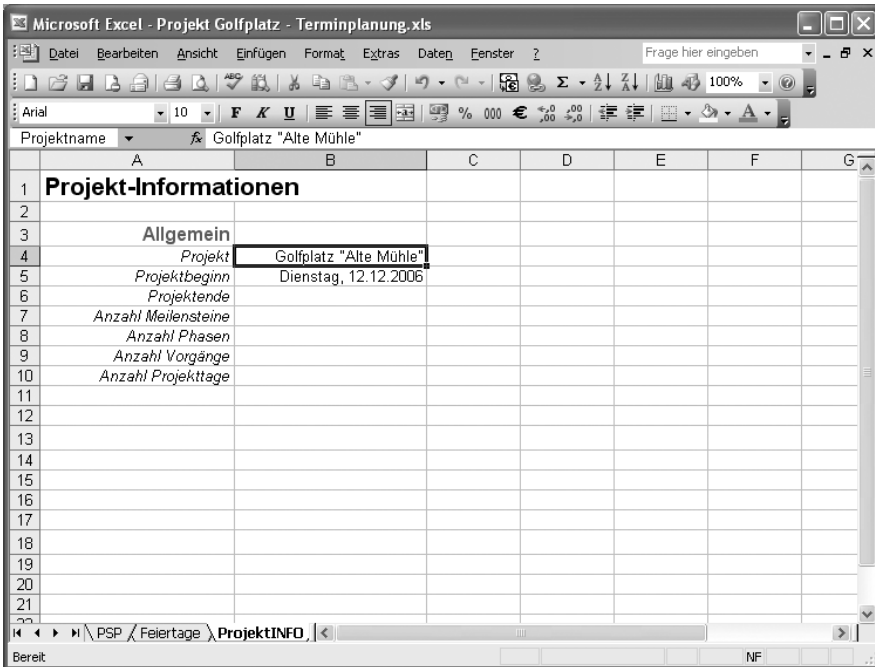 Microsoft Excel - Projekt Golfplatz - Terminplanung.xls
Datei Bearbeiten Ansicht Einfügen Format Extras Daten Fenster ? Frage hier eingeben
100%
Arial 10 F K U % 000 €
Projektname fx Golfplatz "Alte Mühle"
A B C D E F G
1 Projekt-Informationen
2
3 Allgemein
4 Projekt Golfplatz "Alte Mühle"
5 Projektbeginn Dienstag, 12.12.2006
6 Projektende
7 Anzahl Meilensteine
8 Anzahl Phasen
9 Anzahl Vorgänge
10 Anzahl Projekttage
11
12
13
14
15
16
17
18
19
20
21
22
PSP / Feiertage \ ProjektINFO /
Bereit NF